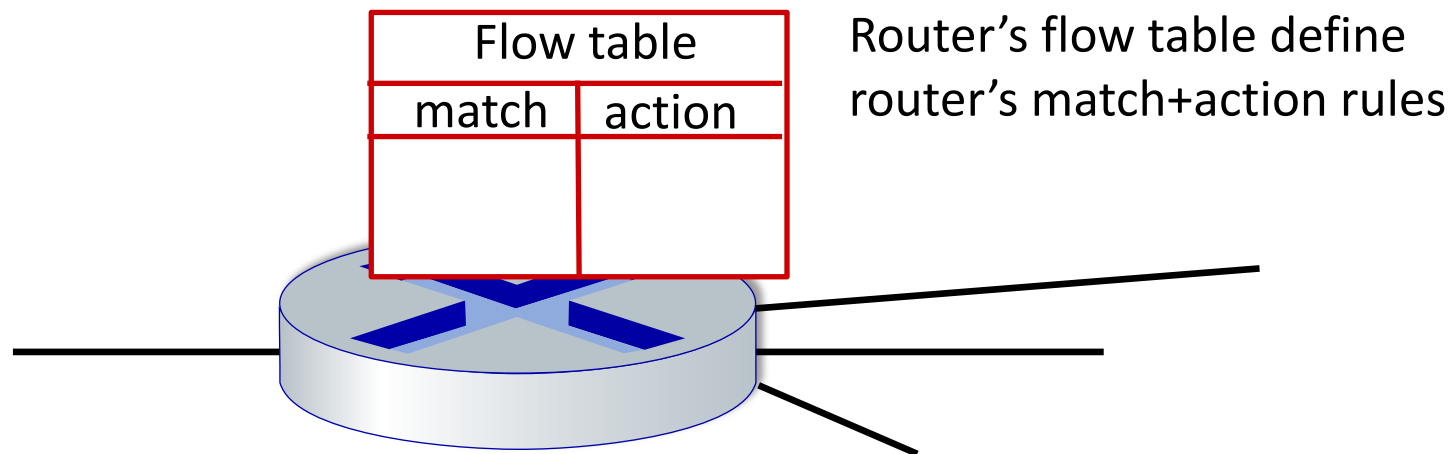 Flow table
match action
Router’s flow table define
router’s match+action rules